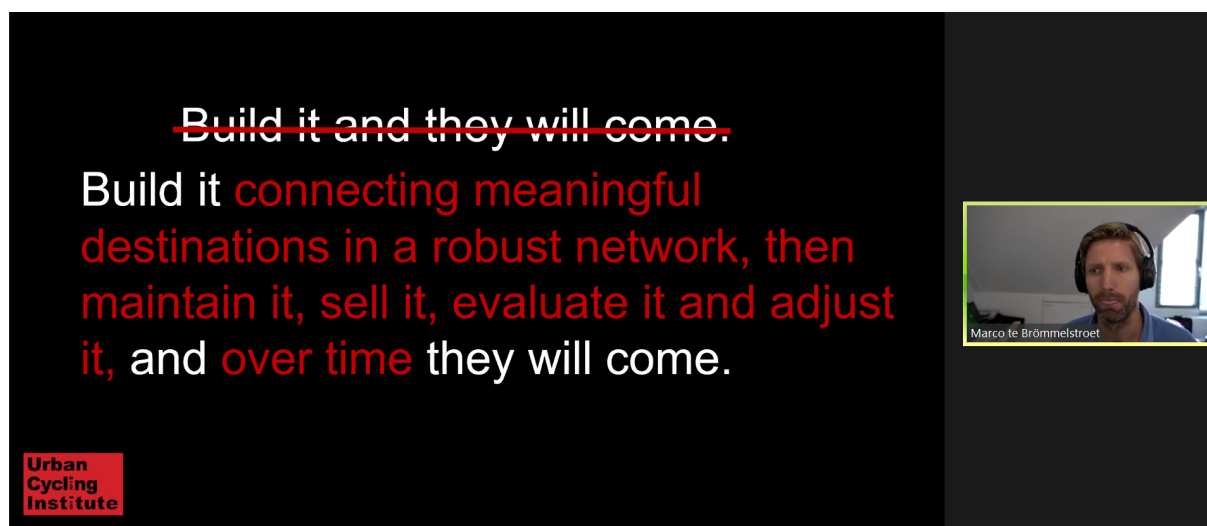 Build it and they will come.
Build it connecting meaningful
destinations in a robust network, then
maintain it, sell it, evaluate it and adjust
it, and over time they will come.
Marco te Brömmelstroet
Urban
Cycling
Institute